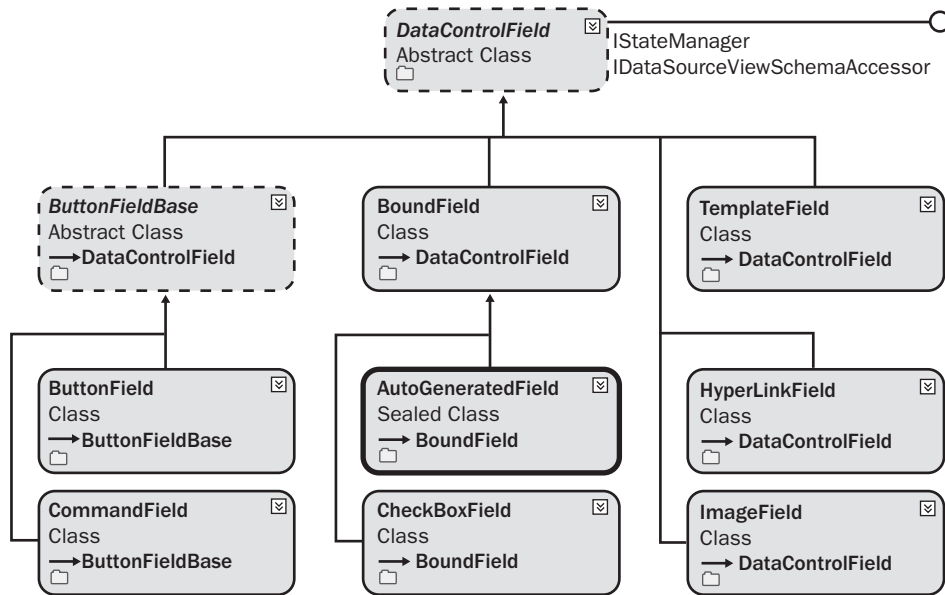 DataControlField
Abstract Class
IStateManager
IDataSourceViewSchemaAccessor
ButtonFieldBase
Abstract Class
DataControlField
BoundField
Class
DataControlField
TemplateField
Class
DataControlField
ButtonField
Class
ButtonFieldBase
AutoGeneratedField
Sealed Class
BoundField
HyperLinkField
Class
DataControlField
CommandField
Class
ButtonFieldBase
CheckBoxField
Class
BoundField
ImageField
Class
DataControlField